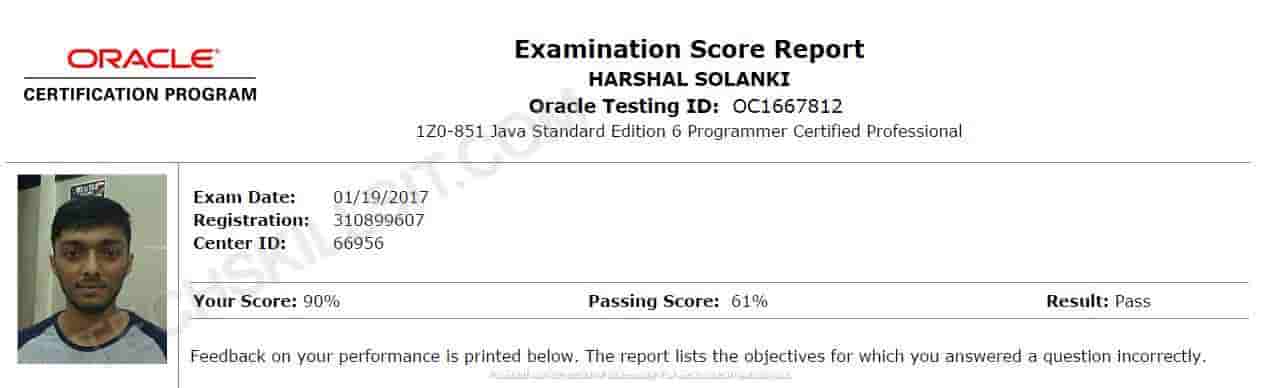 ORACLE
CERTIFICATION PROGRAM
Examination Score Report
HARSHAL SOLANKI
Oracle Testing ID: OC1667812
1Z0-851 Java Standard Edition 6 Programmer Certified Professional
Exam Date: 01/19/2017
Registration: 310899607
Center ID: 66956
Your Score: 90% Passing Score: 61% Result: Pass
Feedback on your performance is printed below. The report lists the objectives for which you answered a question incorrectly.